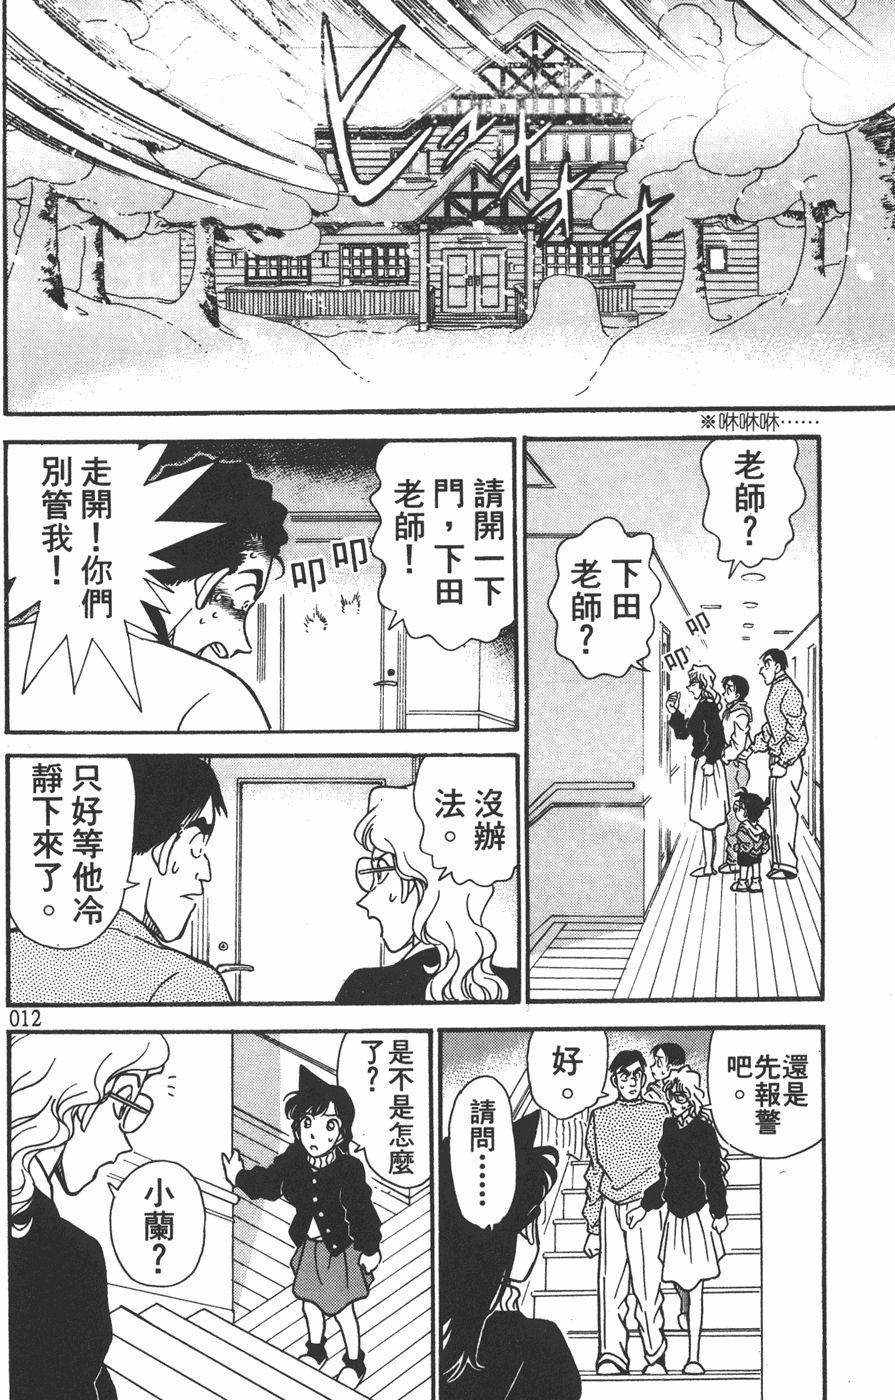 ヒュオオオ
※咻咻咻……
老師？
下田
老師？
叩
叩
請開一下
門，下田
老師！
叩
叩
走開！你們
別管我！
沒辦
法。
只好等他冷
靜下來了。
012
還是
先報警
吧。
好。
請問……
是不是怎麼
了？
小蘭？